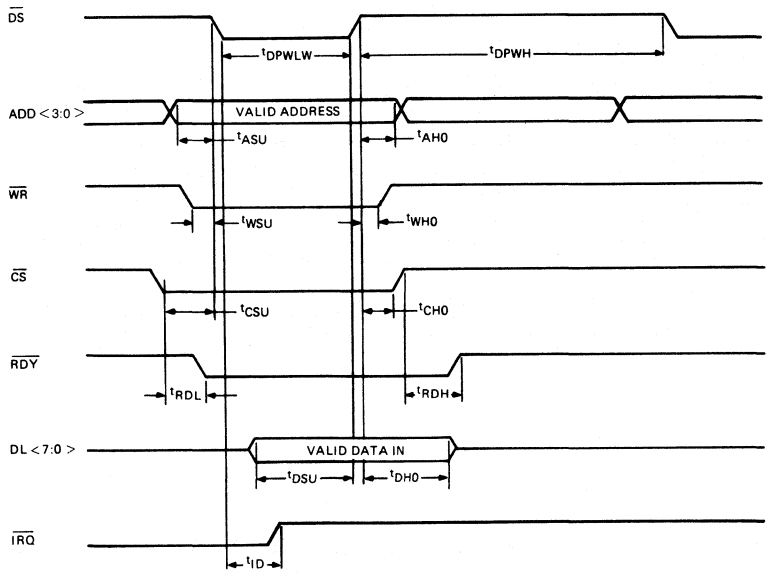 DS
tDPWLW
tDPWH
ADD <3:0>
VALID ADDRESS
tASU
tAH0
WR
tWSU
tWH0
CS
tCSU
tCH0
RDY
tRDL
tRDH
DL <7:0>
VALID DATA IN
tDSU
tDH0
IRQ
tID